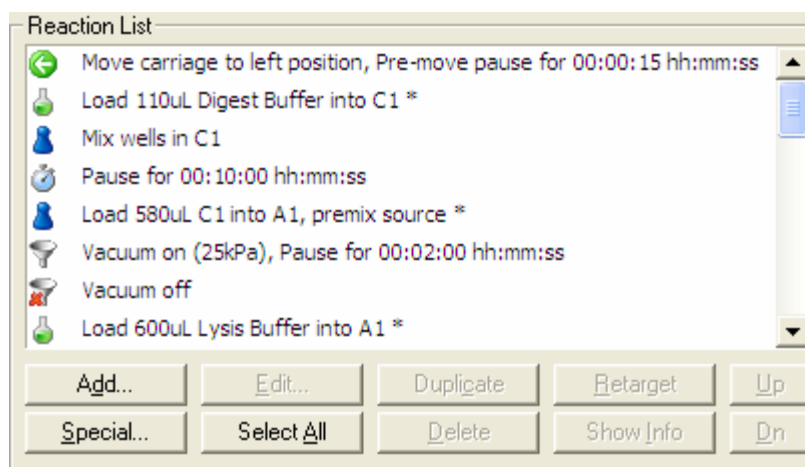 Reaction List
Move carriage to left position, Pre-move pause for 00:00:15 hh:mm:ss
Load 110uL Digest Buffer into C1 *
Mix wells in C1
Pause for 00:10:00 hh:mm:ss
Load 580uL C1 into A1, premix source *
Vacuum on (25kPa), Pause for 00:02:00 hh:mm:ss
Vacuum off
Load 600uL Lysis Buffer into A1 *
Add... Edit... Duplicate Retarget Up
Special... Select All Delete Show Info Dn